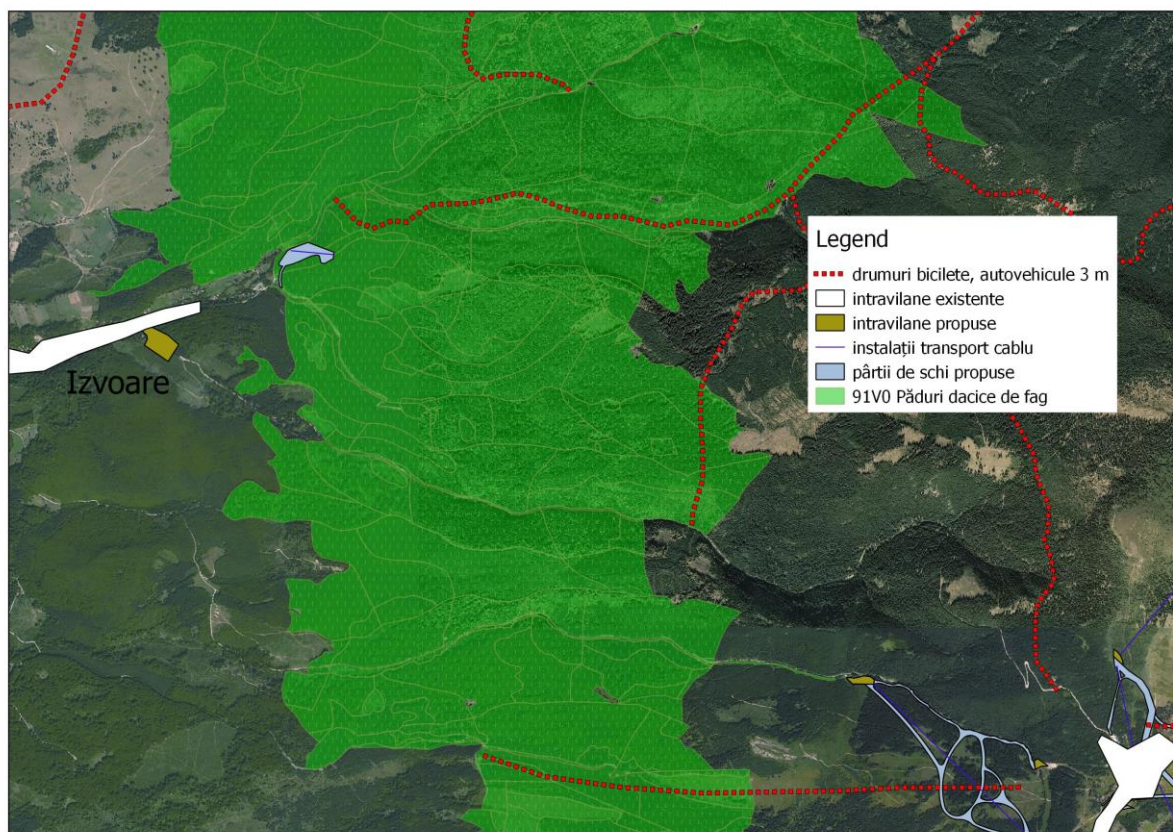 Izvoare
Legend
drumuri bicilete, autovehicule 3 m
intravilane existente
intravilane propuse
instalații transport cablu
pârtii de schi propuse
91V0 Păduri dacice de fag